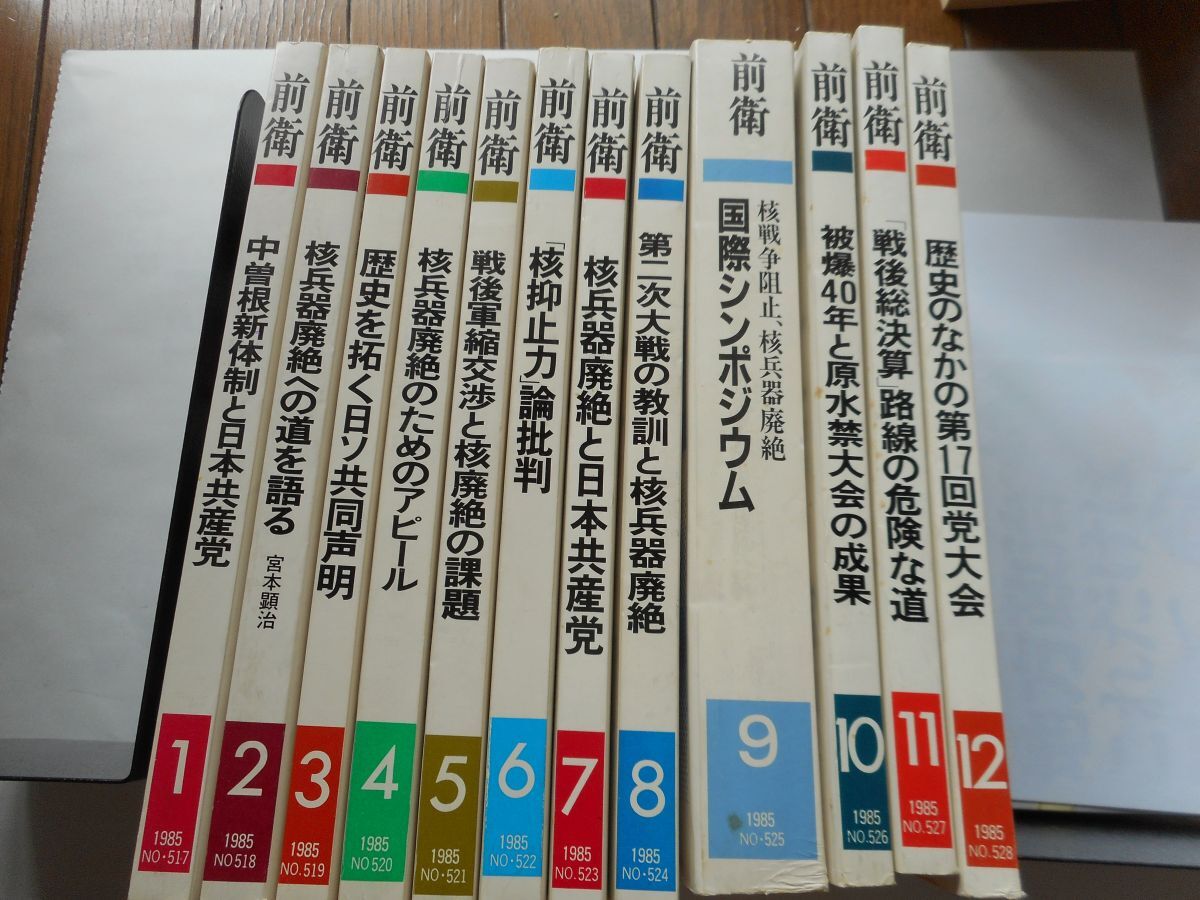 前衛
中曽根新体制と日本共産党
1
1985
NO・517
前衛
核兵器廃絶への道を語る
宮本顕治
2
1985
NO518
前衛
歴史を拓く日ソ共同声明
3
1985
NO.519
前衛
核兵器廃絶のためのアピール
4
1985
NO・520
前衛
戦後軍縮交渉と核廃絶の課題
5
1985
NO・521
前衛
「核抑止力」論批判
6
1985
NO・522
前衛
核兵器廃絶と日本共産党
7
1985
NO.523
前衛
第二次大戦の教訓と核兵器廃絶
8
1985
NO・524
前衛
核戦争阻止、核兵器廃絶
国際シンポジウム
9
1985
NO・525
前衛
被爆40年と原水禁大会の成果
10
1985
NO.526
前衛
「戦後総決算」路線の危険な道
11
1985
NO.527
前衛
歴史のなかの第17回党大会
12
1985
NO.528